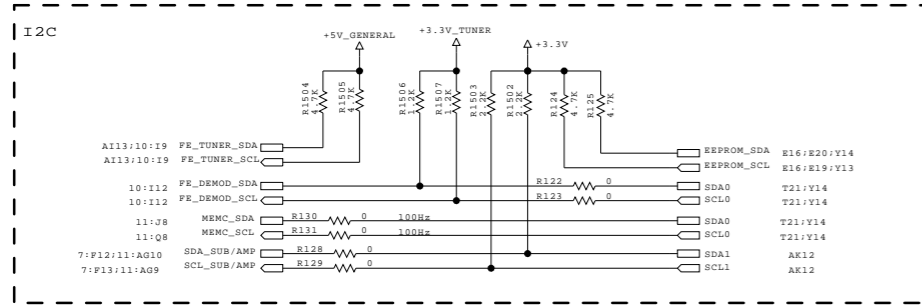 I2C
+5V_GENERAL
+3.3V_TUNER
+3.3V
R1504
4.7K
R1505
4.7K
R1506
1.2K
R1507
1.2K
R1503
2.2K
R1502
2.2K
R124
4.7K
R125
4.7K
AI13;10:I9 FE_TUNER_SDA
AI13;10:I9 FE_TUNER_SCL
EEPROM_SDA E16;E20;Y14
EEPROM_SCL E16;E19;Y13
10:I12 FE_DEMOD_SDA R122 0 SDA0 T21;Y14
10:I12 FE_DEMOD_SCL R123 0 SCL0 T21;Y14
11:J8 MEMC_SDA R130 0 100Hz SDA0 T21;Y14
11:Q8 MEMC_SCL R131 0 100Hz SCL0 T21;Y14
7:F12;11:AG10 SDA_SUB/AMP R128 0 SDA1 AK12
7:F13;11:AG9 SCL_SUB/AMP R129 0 SCL1 AK12